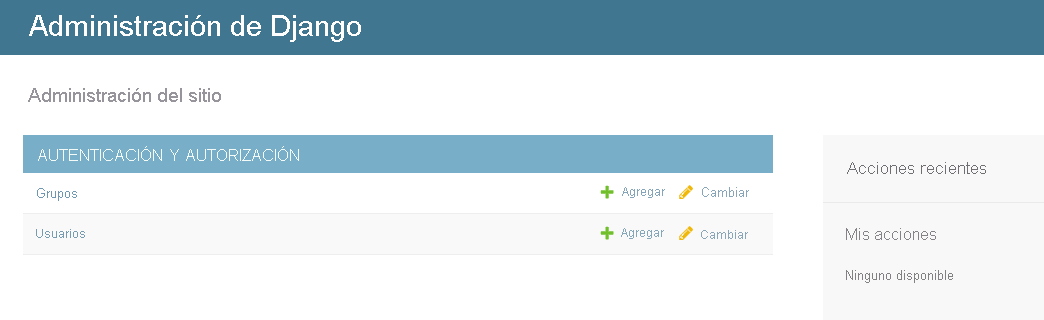 Administración de Django
Administración del sitio
AUTENTICACIÓN Y AUTORIZACIÓN
Grupos Agregar Cambiar
Usuarios Agregar Cambiar
Acciones recientes
Mis acciones
Ninguno disponible